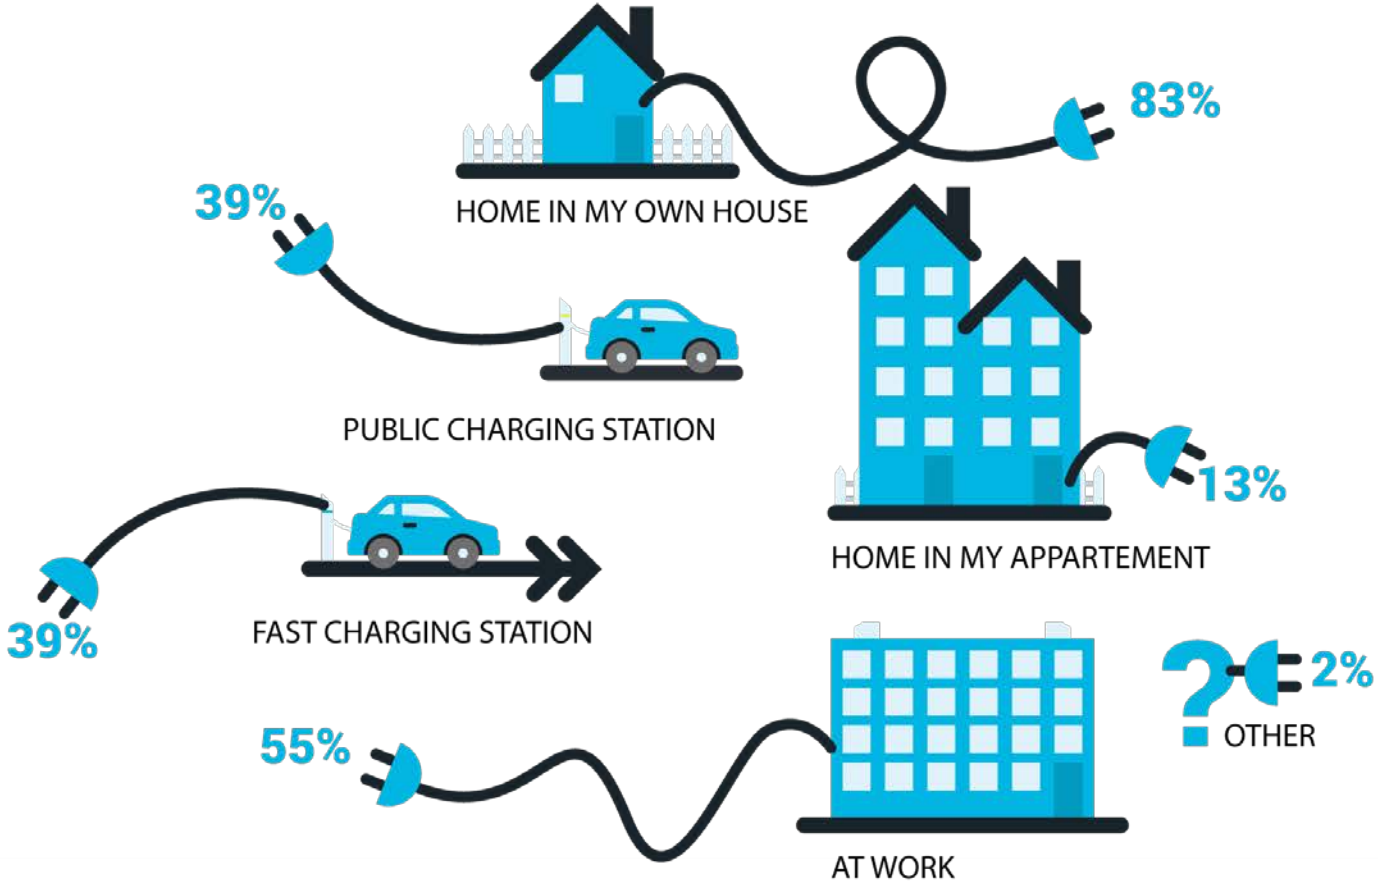 83%
HOME IN MY OWN HOUSE
39%
PUBLIC CHARGING STATION
13%
HOME IN MY APPARTEMENT
39%
FAST CHARGING STATION
2%
OTHER
55%
AT WORK